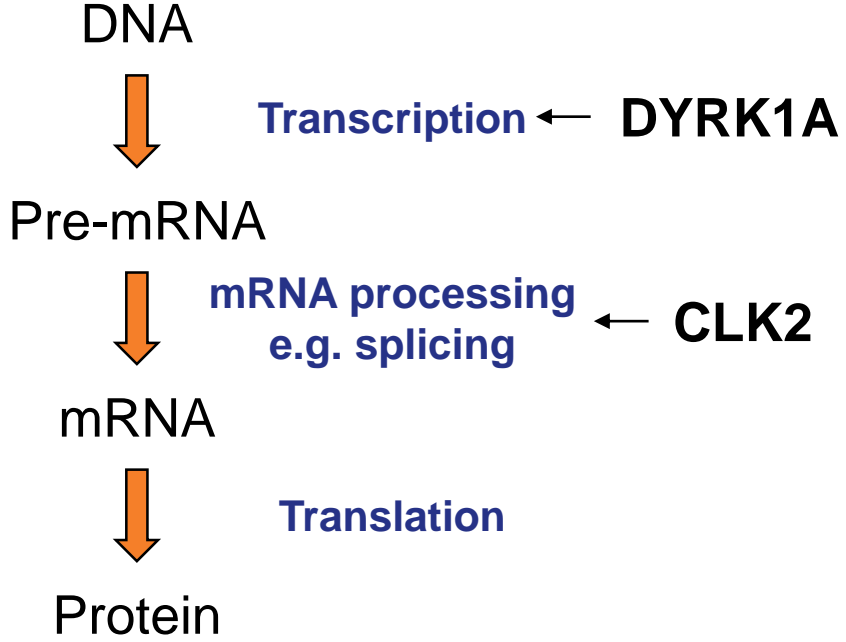 DNA
Transcription
DYRK1A
Pre-mRNA
mRNA processing
e.g. splicing
CLK2
mRNA
Translation
Protein